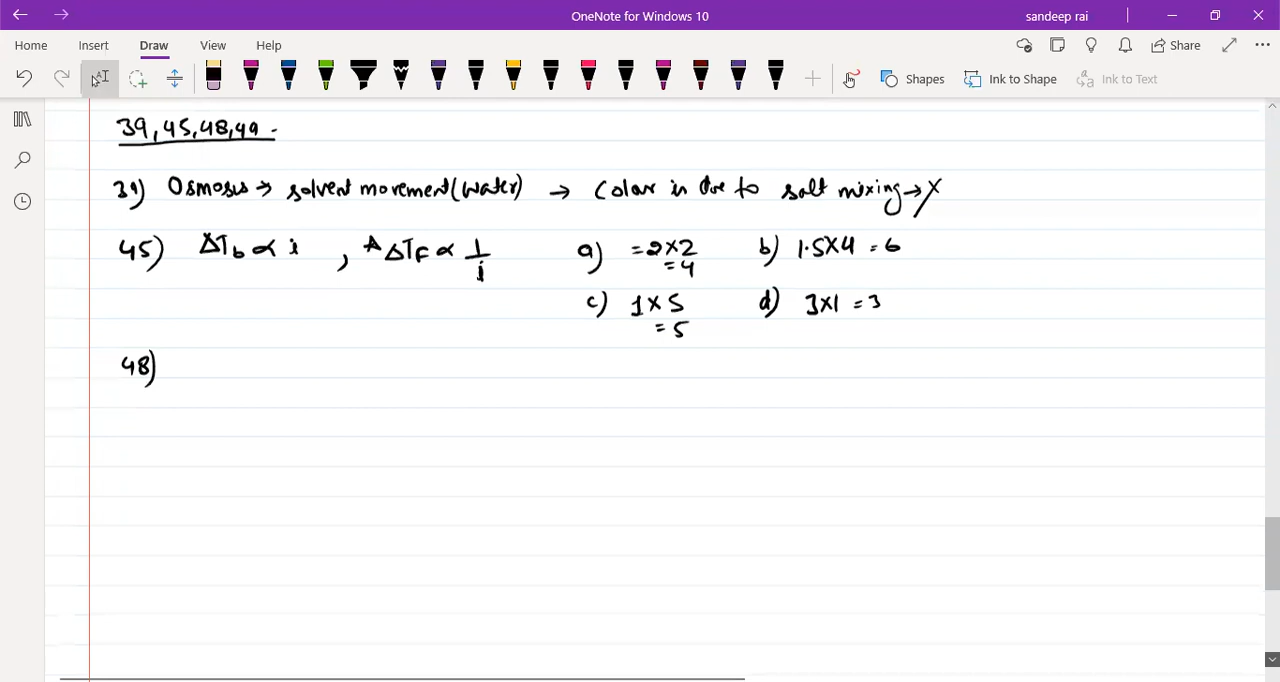 OneNote for Windows 10
sandeep rai
Home Insert Draw View Help
Share
Shapes Ink to Shape Ink to Text
39, 45, 48, 49 -
39) Osmosis → solvent movement (water) → Colour is due to salt mixing → X
45) ΔTb ∝ i , ΔTF ∝ 1/i a) = 2 × 2 = 4 b) 1.5 × 4 = 6
c) 1 × 5 = 5 d) 3 × 1 = 3
48)